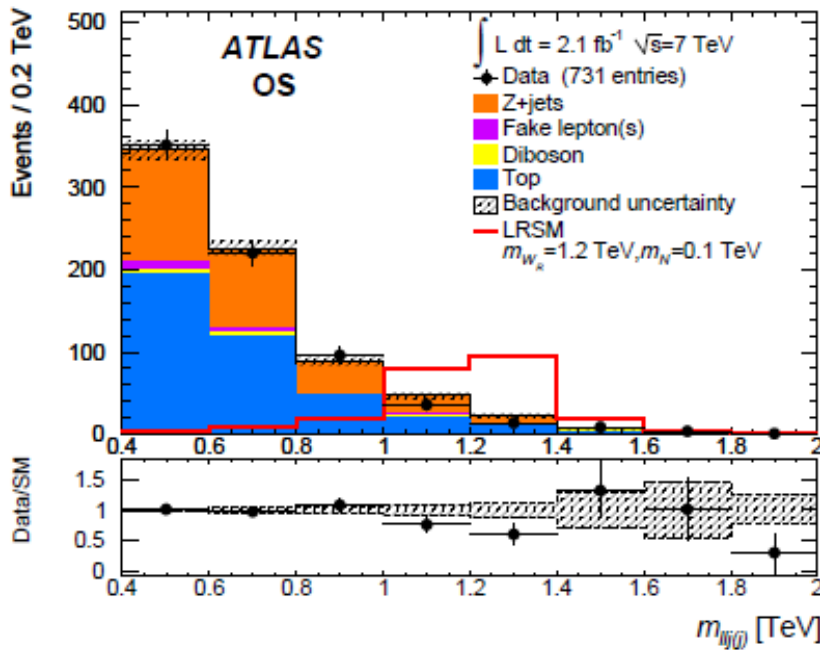 500
400
300
200
100
0
Events / 0.2 TeV
ATLAS
OS
∫ L dt = 2.1 fb⁻¹ √s=7 TeV
Data (731 entries)
Z+jets
Fake lepton(s)
Diboson
Top
Background uncertainty
LRSM
m_{W_R}=1.2 TeV,m_N=0.1 TeV
0.4 0.6 0.8 1 1.2 1.4 1.6 1.8 2
Data/SM
1.5
1
0.5
0
0.4 0.6 0.8 1 1.2 1.4 1.6 1.8 2
m_{llj(j)} [TeV]